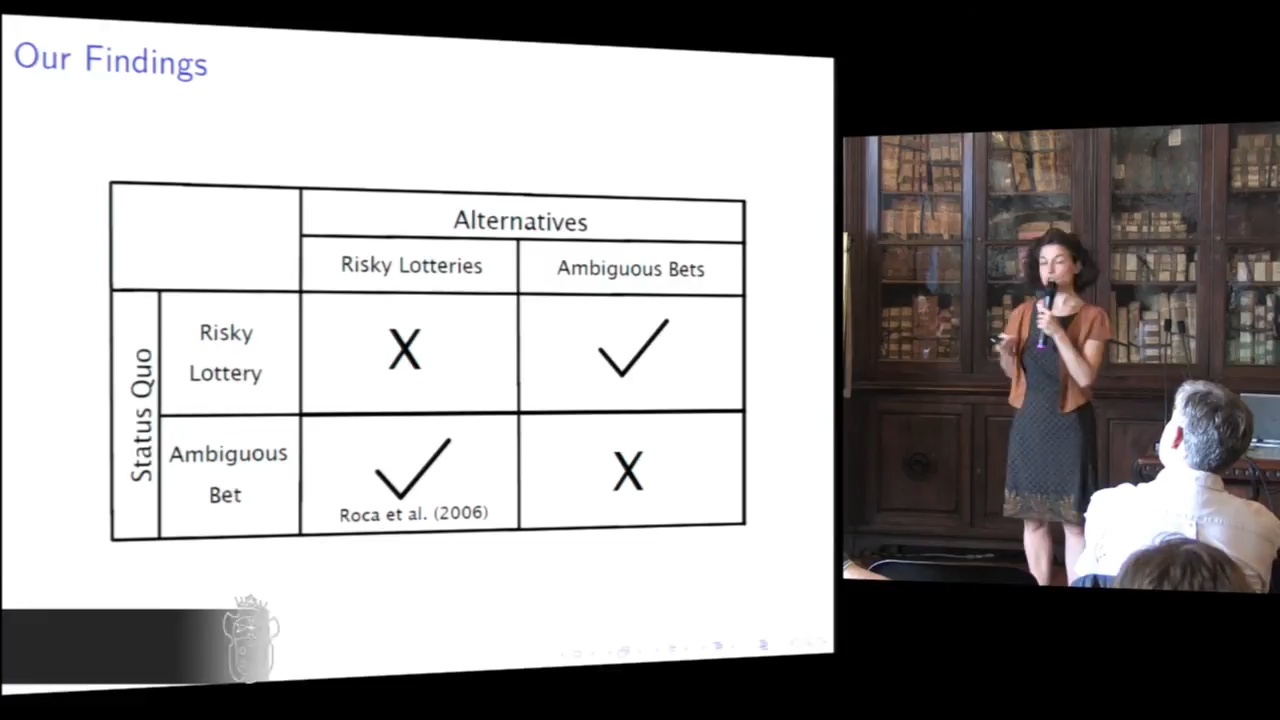 Our Findings
Alternatives
Risky Lotteries
Ambiguous Bets
Status Quo
Risky
Lottery
X
✓
Ambiguous
Bet
✓
Roca et al. (2006)
X